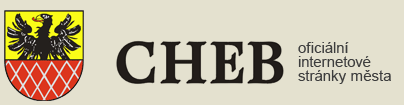 CHEB
oficiální
internetové
stránky města